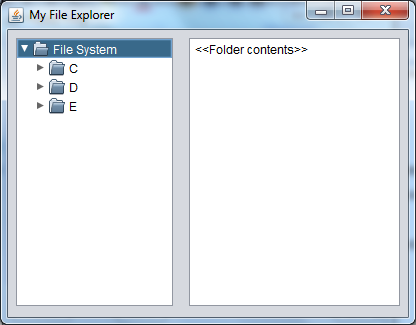 My File Explorer
File System
C
D
E
<<Folder contents>>